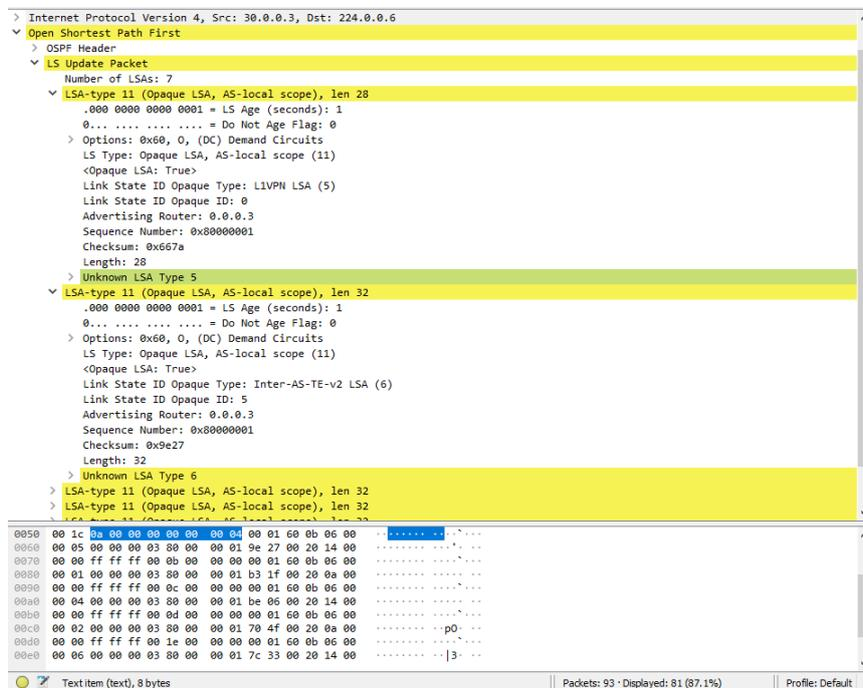 Internet Protocol Version 4, Src: 30.0.0.3, Dst: 224.0.0.6
Open Shortest Path First
OSPF Header
LS Update Packet
Number of LSAs: 7
LSA-type 11 (Opaque LSA, AS-local scope), len 28
.000 0000 0000 0001 = LS Age (seconds): 1
0... .... .... .... = Do Not Age Flag: 0
Options: 0x60, O, (DC) Demand Circuits
LS Type: Opaque LSA, AS-local scope (11)
<Opaque LSA: True>
Link State ID Opaque Type: L1VPN LSA (5)
Link State ID Opaque ID: 0
Advertising Router: 0.0.0.3
Sequence Number: 0x80000001
Checksum: 0x667a
Length: 28
Unknown LSA Type 5
LSA-type 11 (Opaque LSA, AS-local scope), len 32
.000 0000 0000 0001 = LS Age (seconds): 1
0... .... .... .... = Do Not Age Flag: 0
Options: 0x60, O, (DC) Demand Circuits
LS Type: Opaque LSA, AS-local scope (11)
<Opaque LSA: True>
Link State ID Opaque Type: Inter-AS-TE-v2 LSA (6)
Link State ID Opaque ID: 5
Advertising Router: 0.0.0.3
Sequence Number: 0x80000001
Checksum: 0x9e27
Length: 32
Unknown LSA Type 6
LSA-type 11 (Opaque LSA, AS-local scope), len 32
LSA-type 11 (Opaque LSA, AS-local scope), len 32
LSA-type 11 (Opaque LSA, AS-local scope), len 32
0050 00 1c 0a 00 00 00 00 00 00 04 00 01 60 0b 06 00 ········ ····`···
0060 00 05 00 00 00 03 80 00 00 01 9e 27 00 20 14 00 ········ ···'· ··
0070 00 00 ff ff ff 00 0b 00 00 00 00 01 60 0b 06 00 ········ ····`···
0080 00 01 00 00 00 03 80 00 00 01 b3 1f 00 20 0a 00 ········ ····· ··
0090 00 00 ff ff ff 00 0c 00 00 00 00 01 60 0b 06 00 ········ ····`···
00a0 00 04 00 00 00 03 80 00 00 01 be 06 00 20 14 00 ········ ····· ··
00b0 00 00 ff ff ff 00 0d 00 00 00 00 01 60 0b 06 00 ········ ····`···
00c0 00 02 00 00 00 03 80 00 00 01 70 4f 00 20 0a 00 ········ ··pO· ··
00d0 00 00 ff ff ff 00 1e 00 00 00 00 01 60 0b 06 00 ········ ····`···
00e0 00 06 00 00 00 03 80 00 00 01 7c 33 00 20 14 00 ········ ··|3· ··
Text item (text), 8 bytes
Packets: 93 · Displayed: 81 (87.1%)
Profile: Default